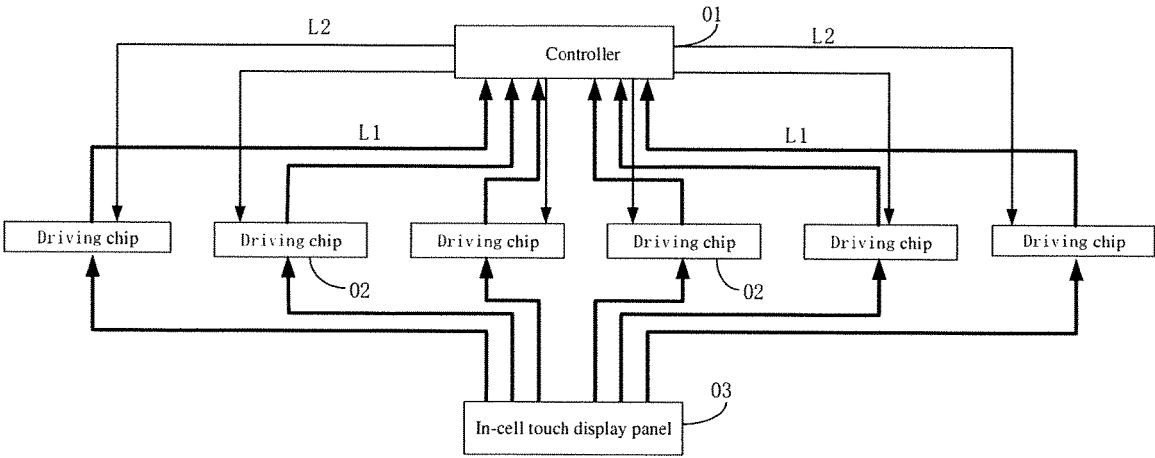 01
L2
L2
Controller
L1
L1
Driving chip
Driving chip
Driving chip
Driving chip
Driving chip
Driving chip
02
02
03
In-cell touch display panel